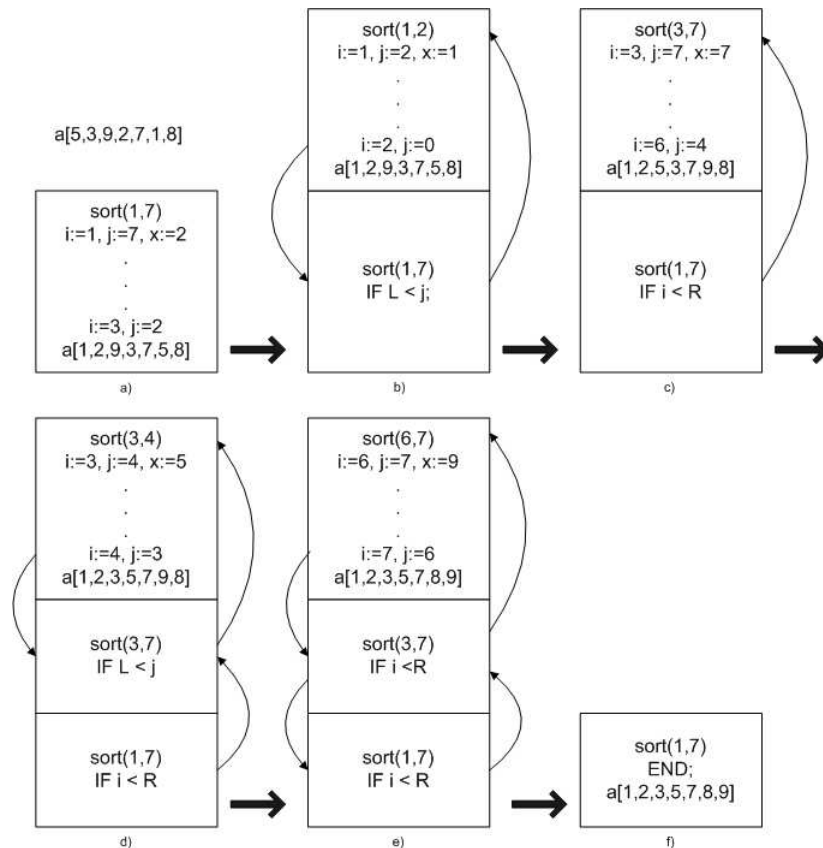 a[5,3,9,2,7,1,8]
sort(1,7)
i:=1, j:=7, x:=2
.
.
.
i:=3, j:=2
a[1,2,9,3,7,5,8]
a)
sort(1,2)
i:=1, j:=2, x:=1
.
.
.
i:=2, j:=0
a[1,2,9,3,7,5,8]
sort(1,7)
IF L < j;
b)
sort(3,7)
i:=3, j:=7, x:=7
.
.
.
i:=6, j:=4
a[1,2,5,3,7,9,8]
sort(1,7)
IF i < R
c)
sort(3,4)
i:=3, j:=4, x:=5
.
.
.
i:=4, j:=3
a[1,2,3,5,7,9,8]
sort(3,7)
IF L < j
sort(1,7)
IF i < R
d)
sort(6,7)
i:=6, j:=7, x:=9
.
.
.
i:=7, j:=6
a[1,2,3,5,7,8,9]
sort(3,7)
IF i <R
sort(1,7)
IF i < R
e)
sort(1,7)
END;
a[1,2,3,5,7,8,9]
f)